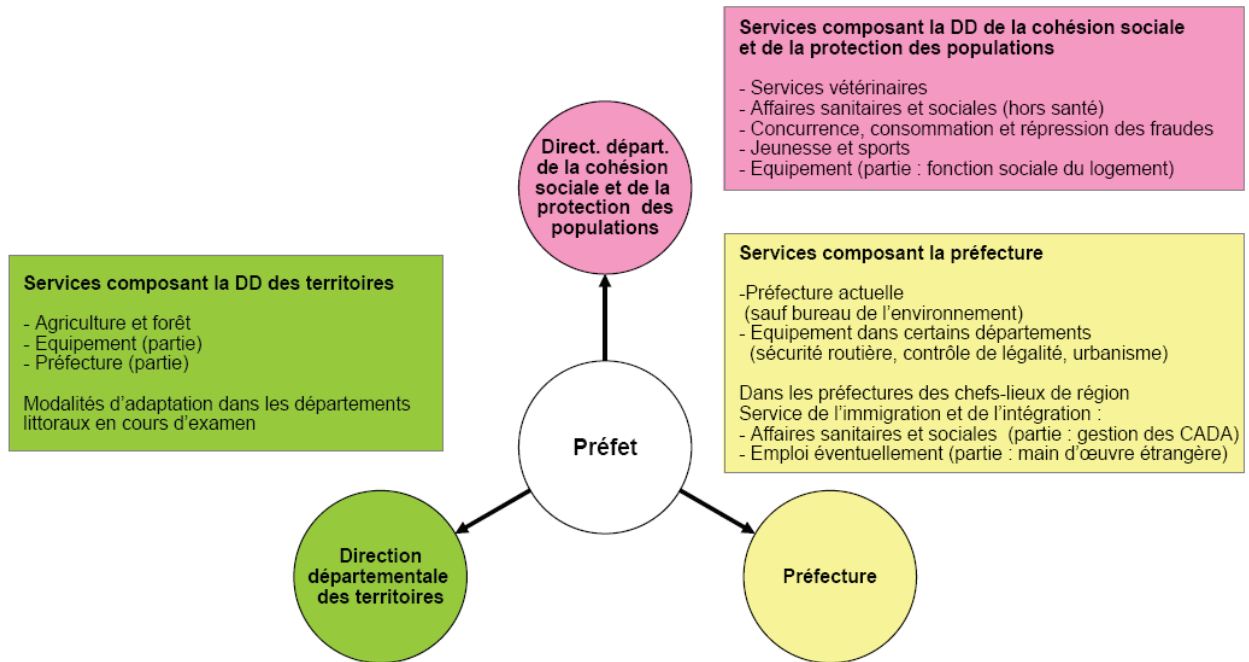 Services composant la DD de la cohésion sociale
et de la protection des populations
- Services vétérinaires
- Affaires sanitaires et sociales (hors santé)
- Concurrence, consommation et répression des fraudes
- Jeunesse et sports
- Equipement (partie : fonction sociale du logement)
Direct. départ.
de la cohésion
sociale et de la
protection des
populations
Services composant la DD des territoires
- Agriculture et forêt
- Equipement (partie)
- Préfecture (partie)
Modalités d’adaptation dans les départements
littoraux en cours d’examen
Services composant la préfecture
-Préfecture actuelle
(sauf bureau de l’environnement)
- Equipement dans certains départements
(sécurité routière, contrôle de légalité, urbanisme)
Dans les préfectures des chefs-lieux de région
Service de l’immigration et de l’intégration :
- Affaires sanitaires et sociales (partie : gestion des CADA)
- Emploi éventuellement (partie : main d’œuvre étrangère)
Préfet
Direction
départementale
des territoires
Préfecture